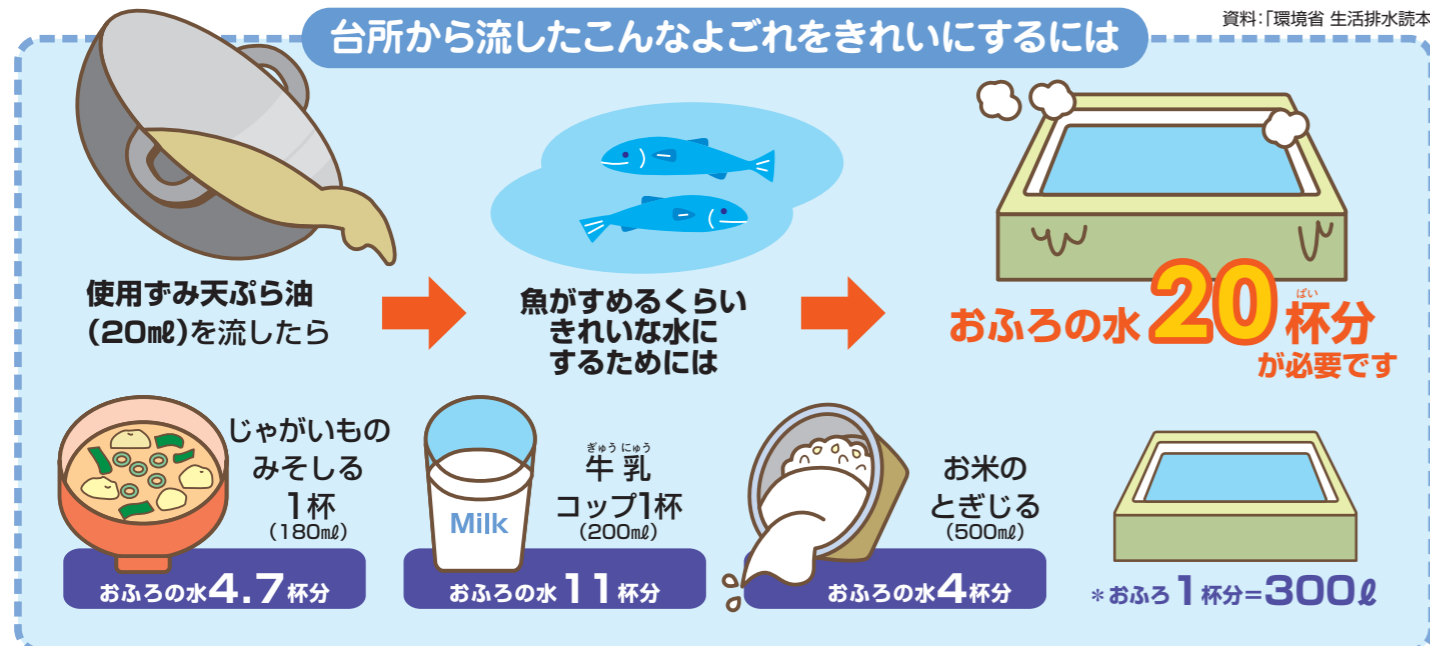 資料:「環境省 生活排水読本
台所から流したこんなよごれをきれいにするには
使用ずみ天ぷら油
(20㎖)を流したら
魚がすめるくらい
きれいな水に
するためには
ばい
おふろの水20杯分
が必要です
じゃがいもの
みそしる
1杯
(180㎖)
おふろの水4.7杯分
ぎゅうにゅう
牛乳
コップ1杯
(200㎖)
Milk
おふろの水11杯分
お米の
とぎじる
(500㎖)
おふろの水4杯分
*おふろ1杯分=300ℓ